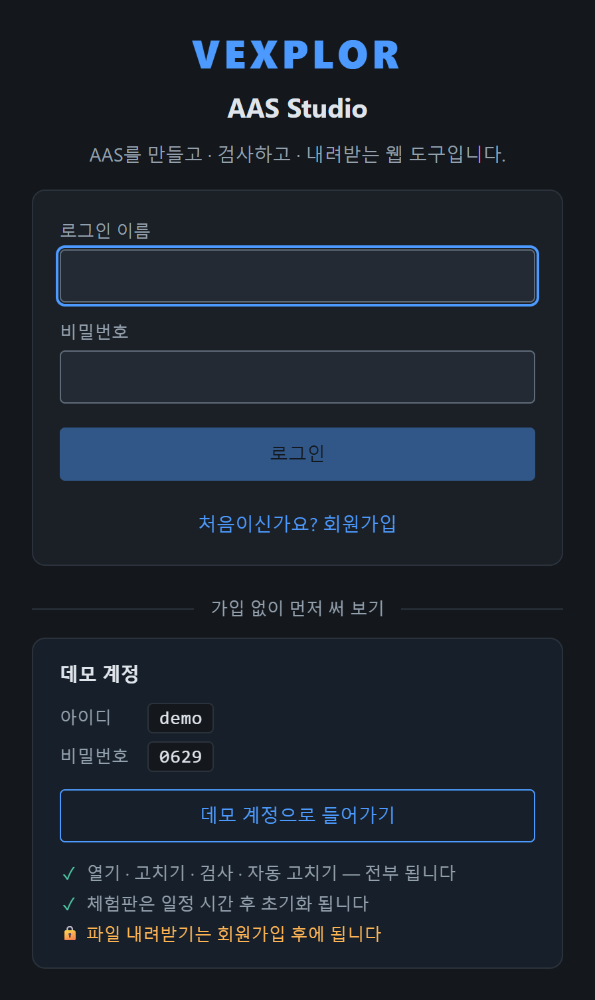 VEXPLOR
AAS Studio
AAS를 만들고 · 검사하고 · 내려받는 웹 도구입니다.
로그인 이름
비밀번호
로그인
처음이신가요? 회원가입
가입 없이 먼저 써 보기
데모 계정
아이디 demo
비밀번호 0629
데모 계정으로 들어가기
✓ 열기 · 고치기 · 검사 · 자동 고치기 — 전부 됩니다
✓ 체험판은 일정 시간 후 초기화 됩니다
🔒 파일 내려받기는 회원가입 후에 됩니다